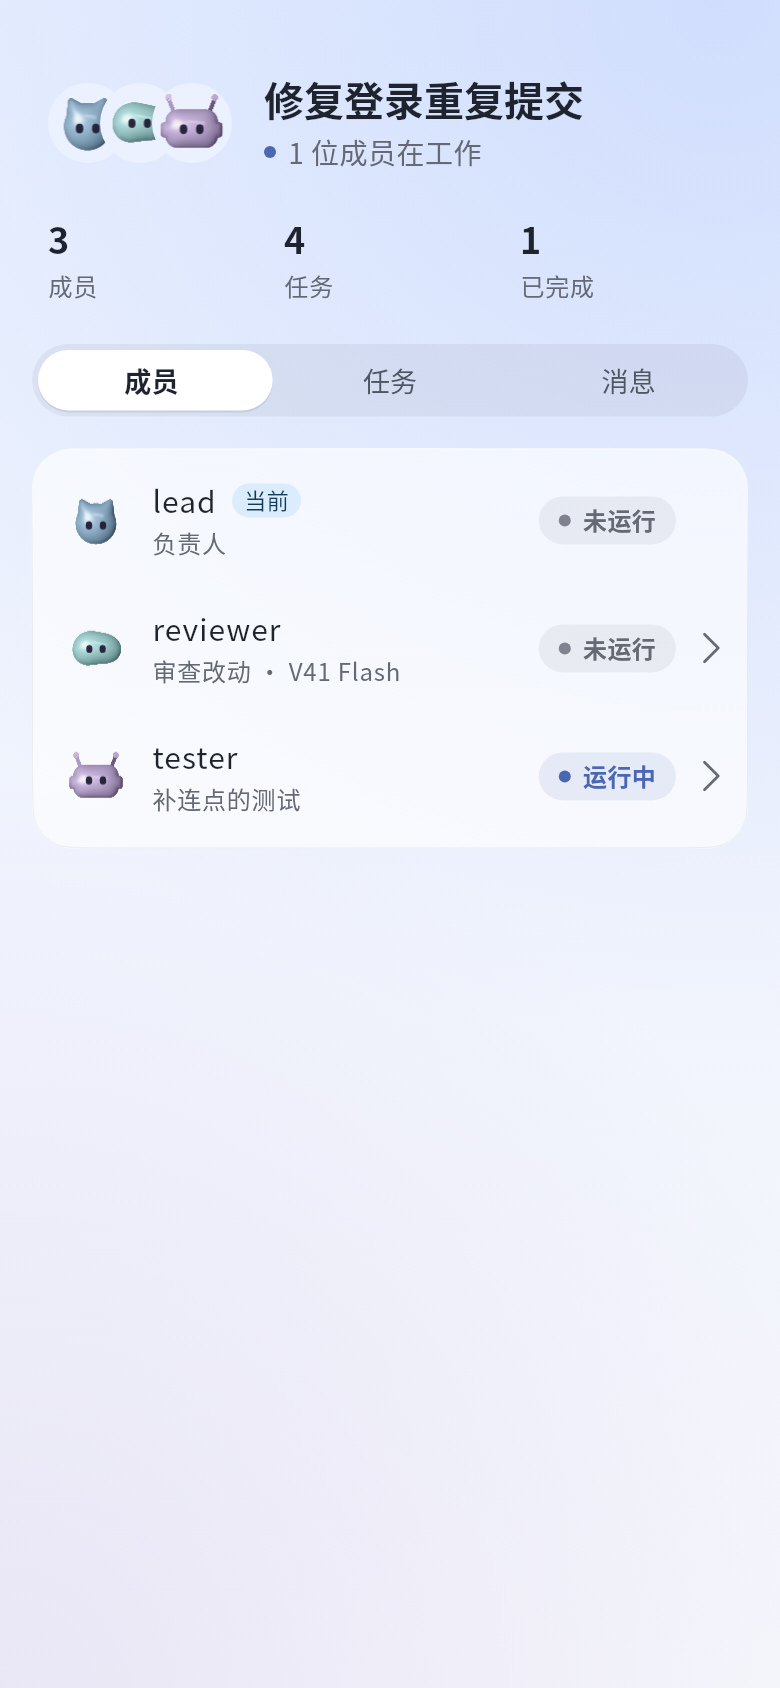 修复登录重复提交
1 位成员在工作
3
成员
4
任务
1
已完成
成员
任务
消息
lead 当前
负责人
未运行
reviewer
审查改动 · V41 Flash
未运行
tester
补连点的测试
运行中